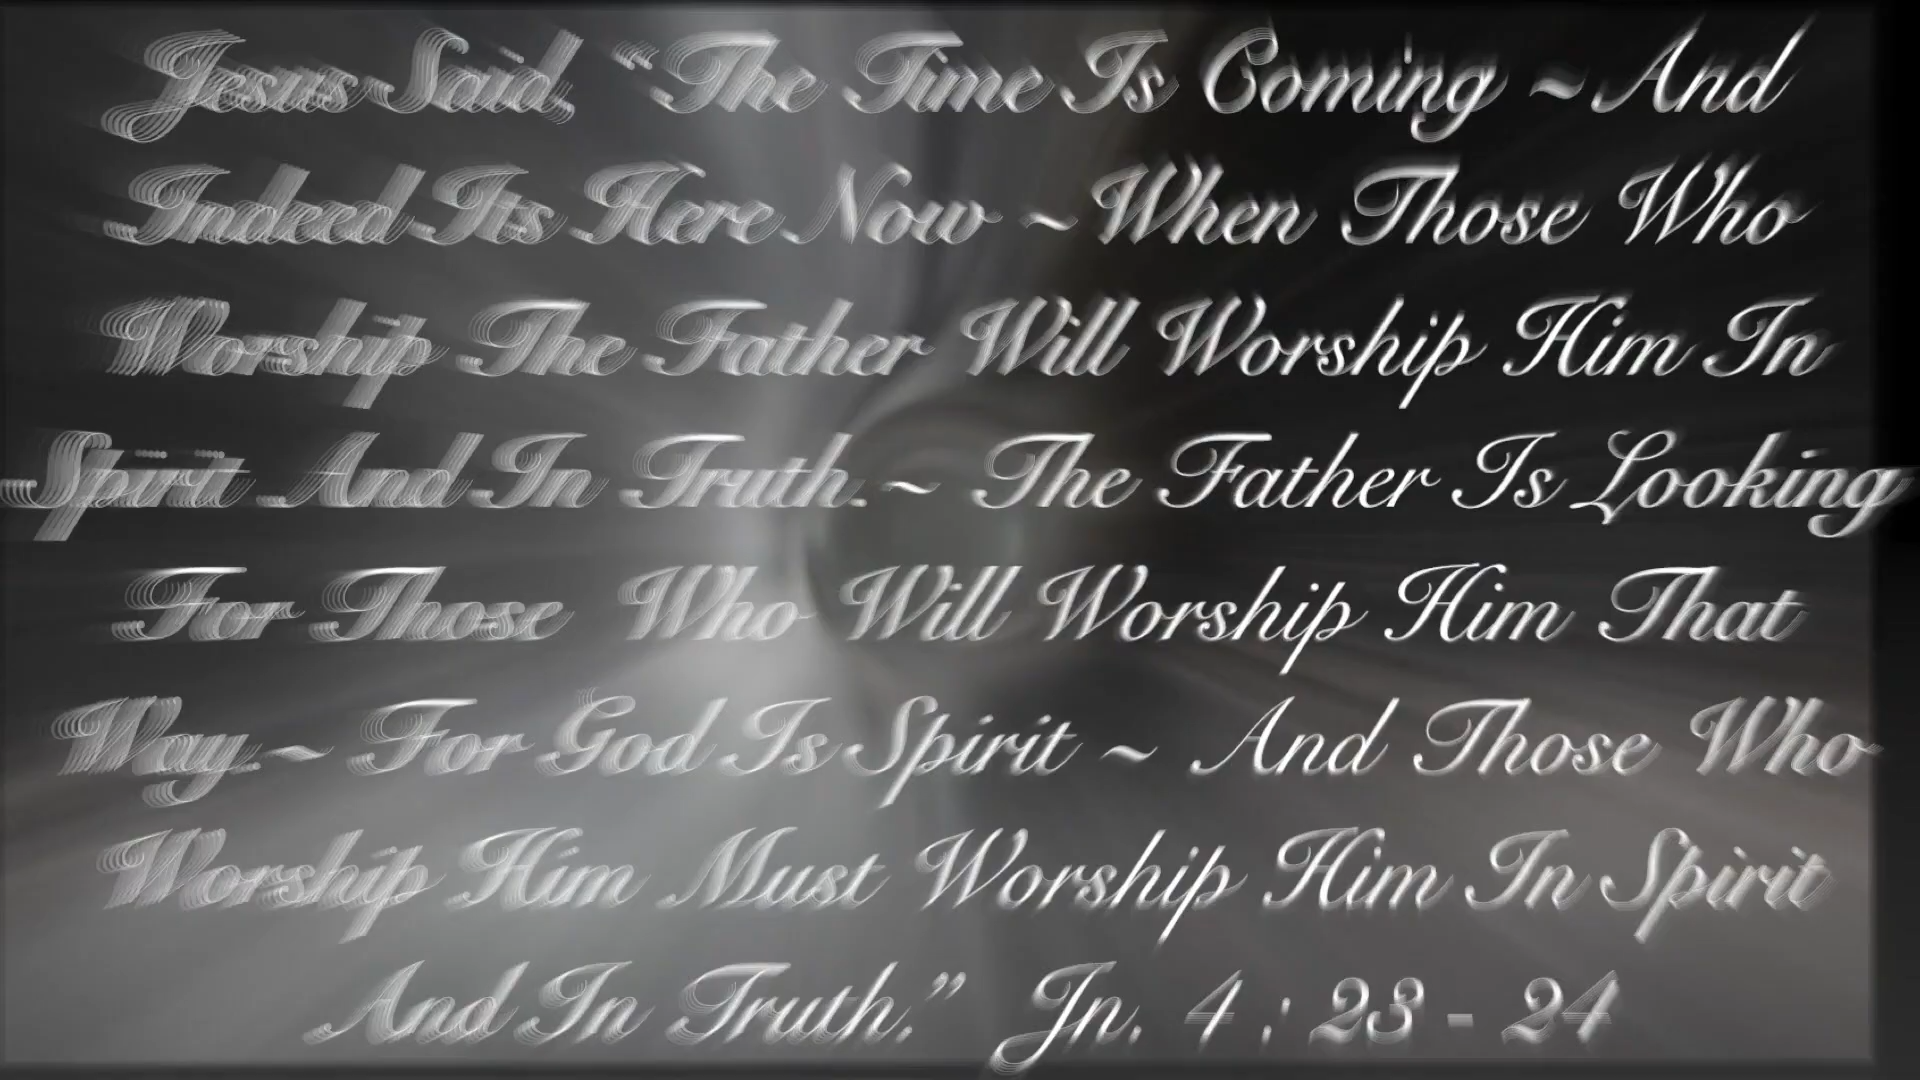 Jesus Said, “The Time Is Coming ~ And
Indeed Its Here Now ~ When Those Who
Worship The Father Will Worship Him In
Spirit And In Truth. ~ The Father Is Looking
For Those Who Will Worship Him That
Way ~ For God Is Spirit ~ And Those Who
Worship Him Must Worship Him In Spirit
And In Truth.” Jn. 4 : 23 - 24